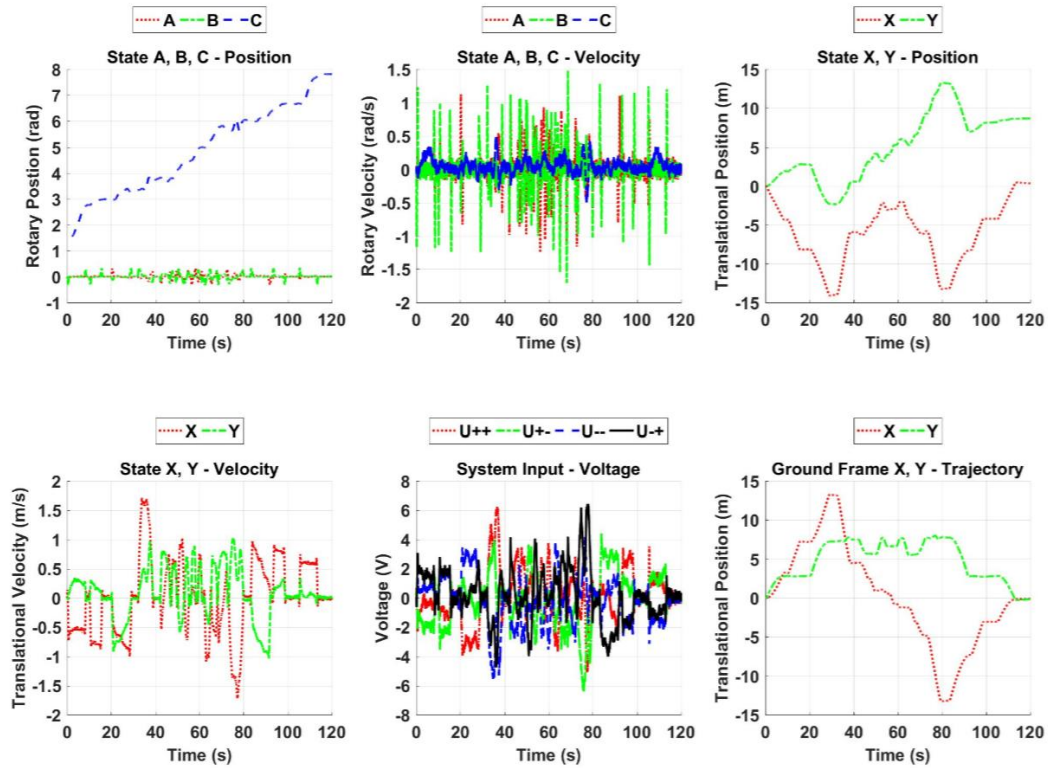 A B C
State A, B, C - Position
8
7
6
5
4
3
2
1
0
-1
Rotary Postion (rad)
0 20 40 60 80 100 120
Time (s)
A B C
State A, B, C - Velocity
1.5
1
0.5
0
-0.5
-1
-1.5
-2
Rotary Velocity (rad/s)
0 20 40 60 80 100 120
Time (s)
X Y
State X, Y - Position
15
10
5
0
-5
-10
-15
Translational Position (m)
0 20 40 60 80 100 120
Time (s)
X Y
State X, Y - Velocity
2
1.5
1
0.5
0
-0.5
-1
-1.5
-2
Translational Velocity (m/s)
0 20 40 60 80 100 120
Time (s)
U++ U+- U-- U-+
System Input - Voltage
8
6
4
2
0
-2
-4
-6
-8
Voltage (V)
0 20 40 60 80 100 120
Time (s)
X Y
Ground Frame X, Y - Trajectory
15
10
5
0
-5
-10
-15
Translational Position (m)
0 20 40 60 80 100 120
Time (s)